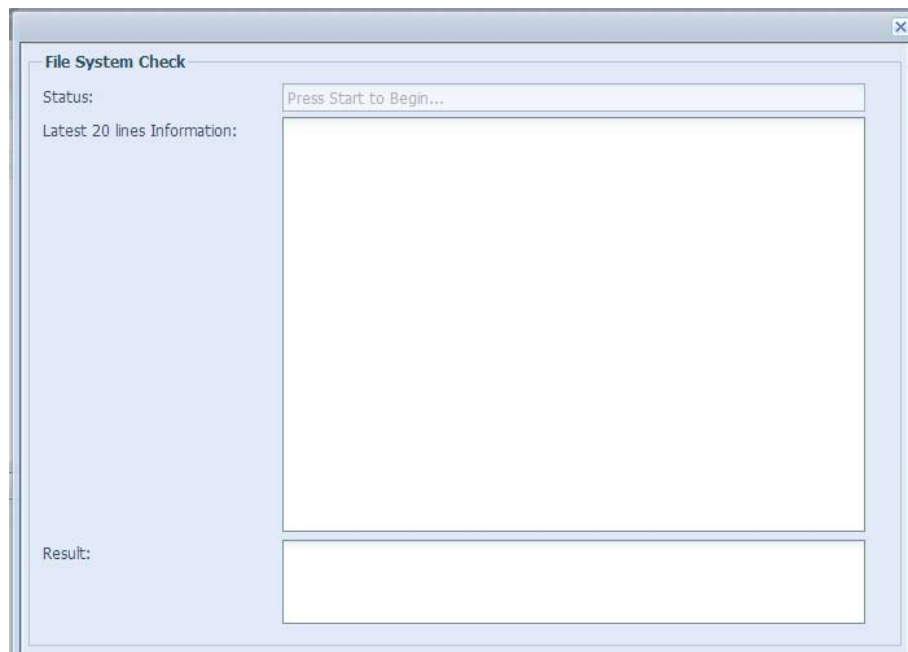 File System Check
Status:
Press Start to Begin...
Latest 20 lines Information:
Result: